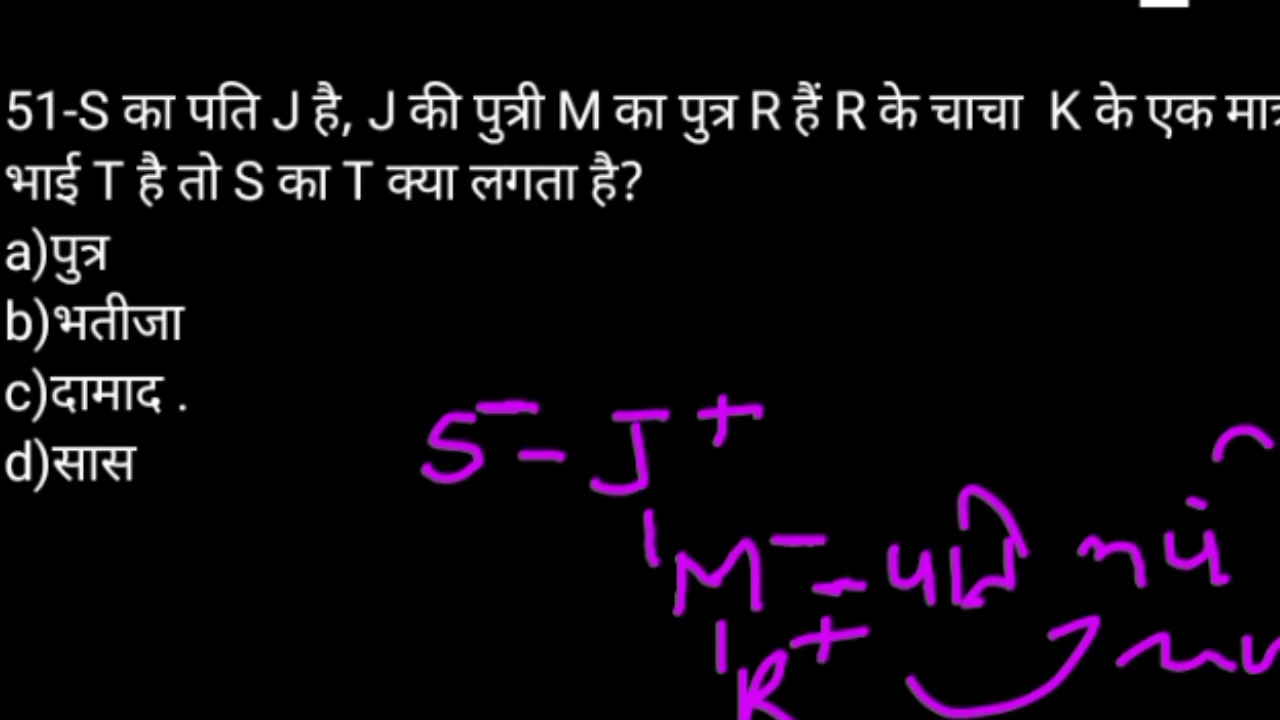 51-S का पति J है, J की पुत्री M का पुत्र R हैं R के चाचा K के एक मात्र
भाई T है तो S का T क्या लगता है?
a)पुत्र
b)भतीजा
c)दामाद .
d)सास
S⁻ - J⁺
M⁻ -
R⁺